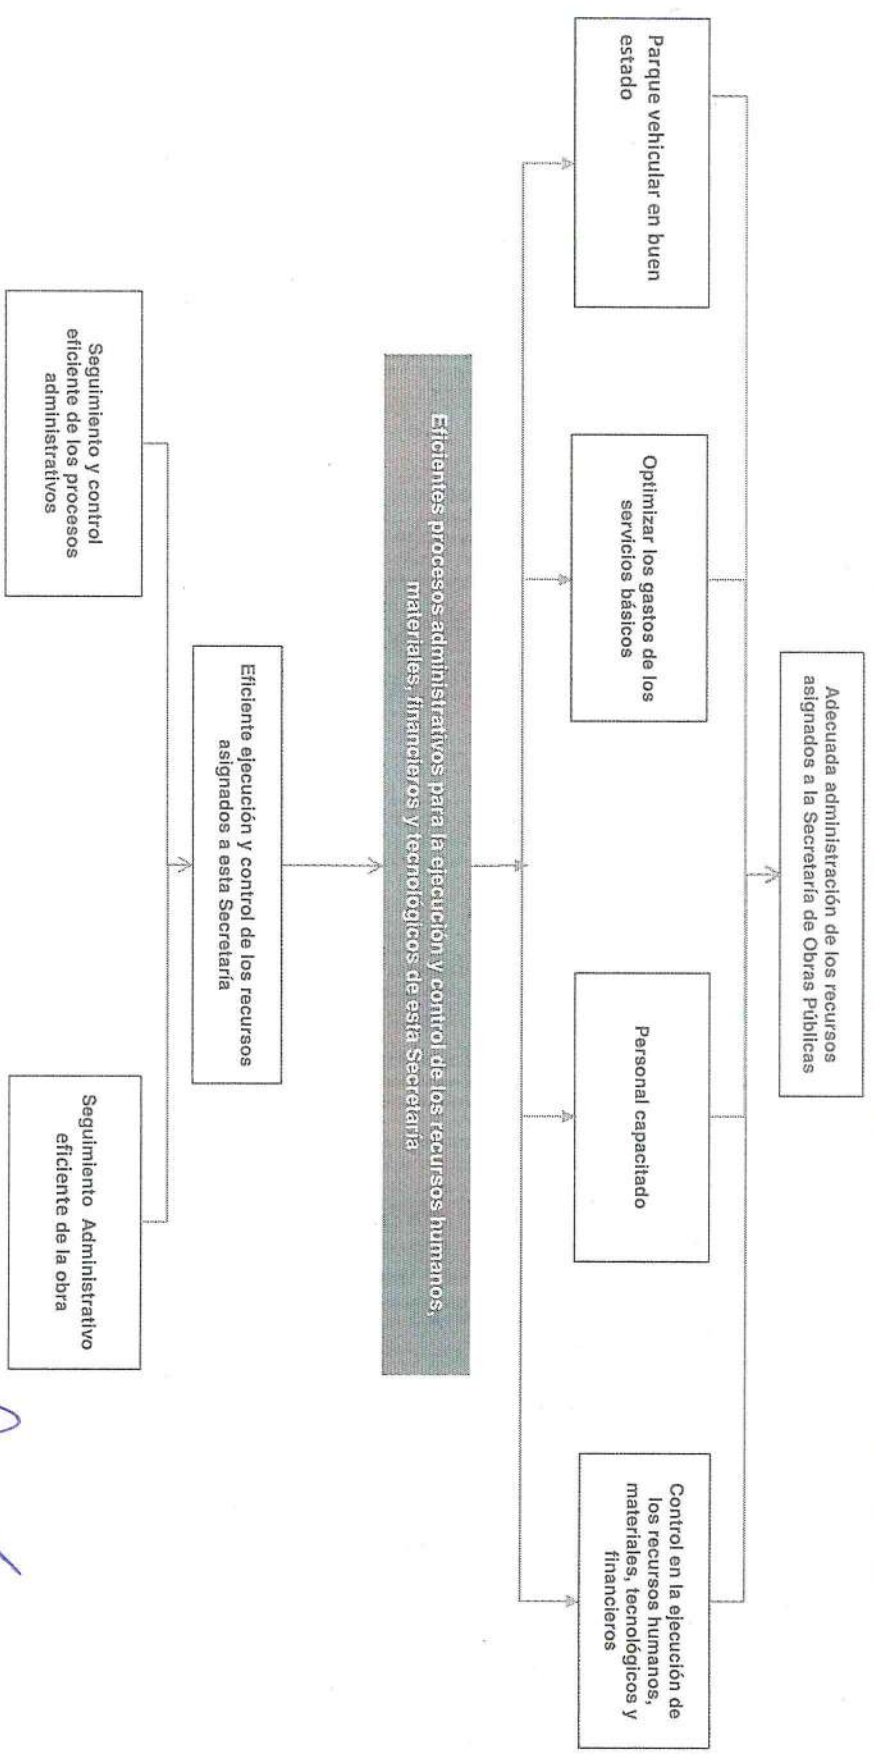 Adecuada administración de los recursos
asignados a la Secretaría de Obras Públicas
Parque vehicular en buen
estado
Optimizar los gastos de los
servicios básicos
Personal capacitado
Control en la ejecución de
los recursos humanos,
materiales, tecnológicos y
financieros
Eficientes procesos administrativos para la ejecución y control de los recursos humanos,
materiales, financieros y tecnológicos de esta Secretaría
Eficiente ejecución y control de los recursos
asignados a esta Secretaría
Seguimiento y control
eficiente de los procesos
administrativos
Seguimiento Administrativo
eficiente de la obra